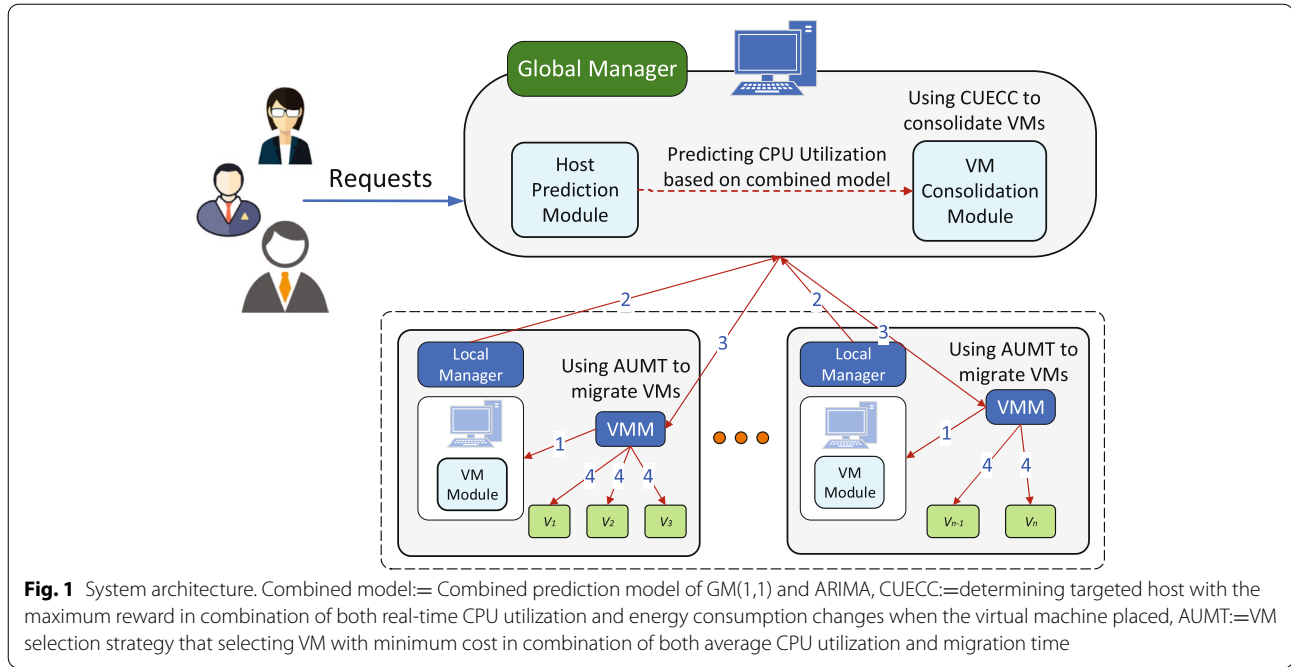 Global Manager
Using CUECC to
consolidate VMs
Requests
Host
Prediction
Module
Predicting CPU Utilization
based on combined model
VM
Consolidation
Module
2
2
3
3
Local
Manager
Using AUMT to
migrate VMs
VMM
1
VM
Module
4
4
4
V1
V2
V3
Local
Manager
Using AUMT to
migrate VMs
VMM
1
VM
Module
4
4
Vn-1
Vn
Fig. 1 System architecture. Combined model:= Combined prediction model of GM(1,1) and ARIMA, CUECC:=determining targeted host with the
maximum reward in combination of both real-time CPU utilization and energy consumption changes when the virtual machine placed, AUMT:=VM
selection strategy that selecting VM with minimum cost in combination of both average CPU utilization and migration time